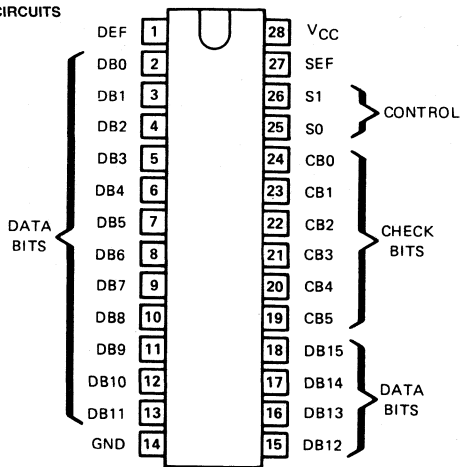 CIRCUITS
DEF 1 28 VCC
DB0 2 27 SEF
DB1 3 26 S1
DB2 4 25 S0
CONTROL
DB3 5 24 CB0
DB4 6 23 CB1
DB5 7 22 CB2
DB6 8 21 CB3
DB7 9 20 CB4
DB8 10 19 CB5
DATA
BITS
CHECK
BITS
DB9 11 18 DB15
DB10 12 17 DB14
DB11 13 16 DB13
GND 14 15 DB12
DATA
BITS